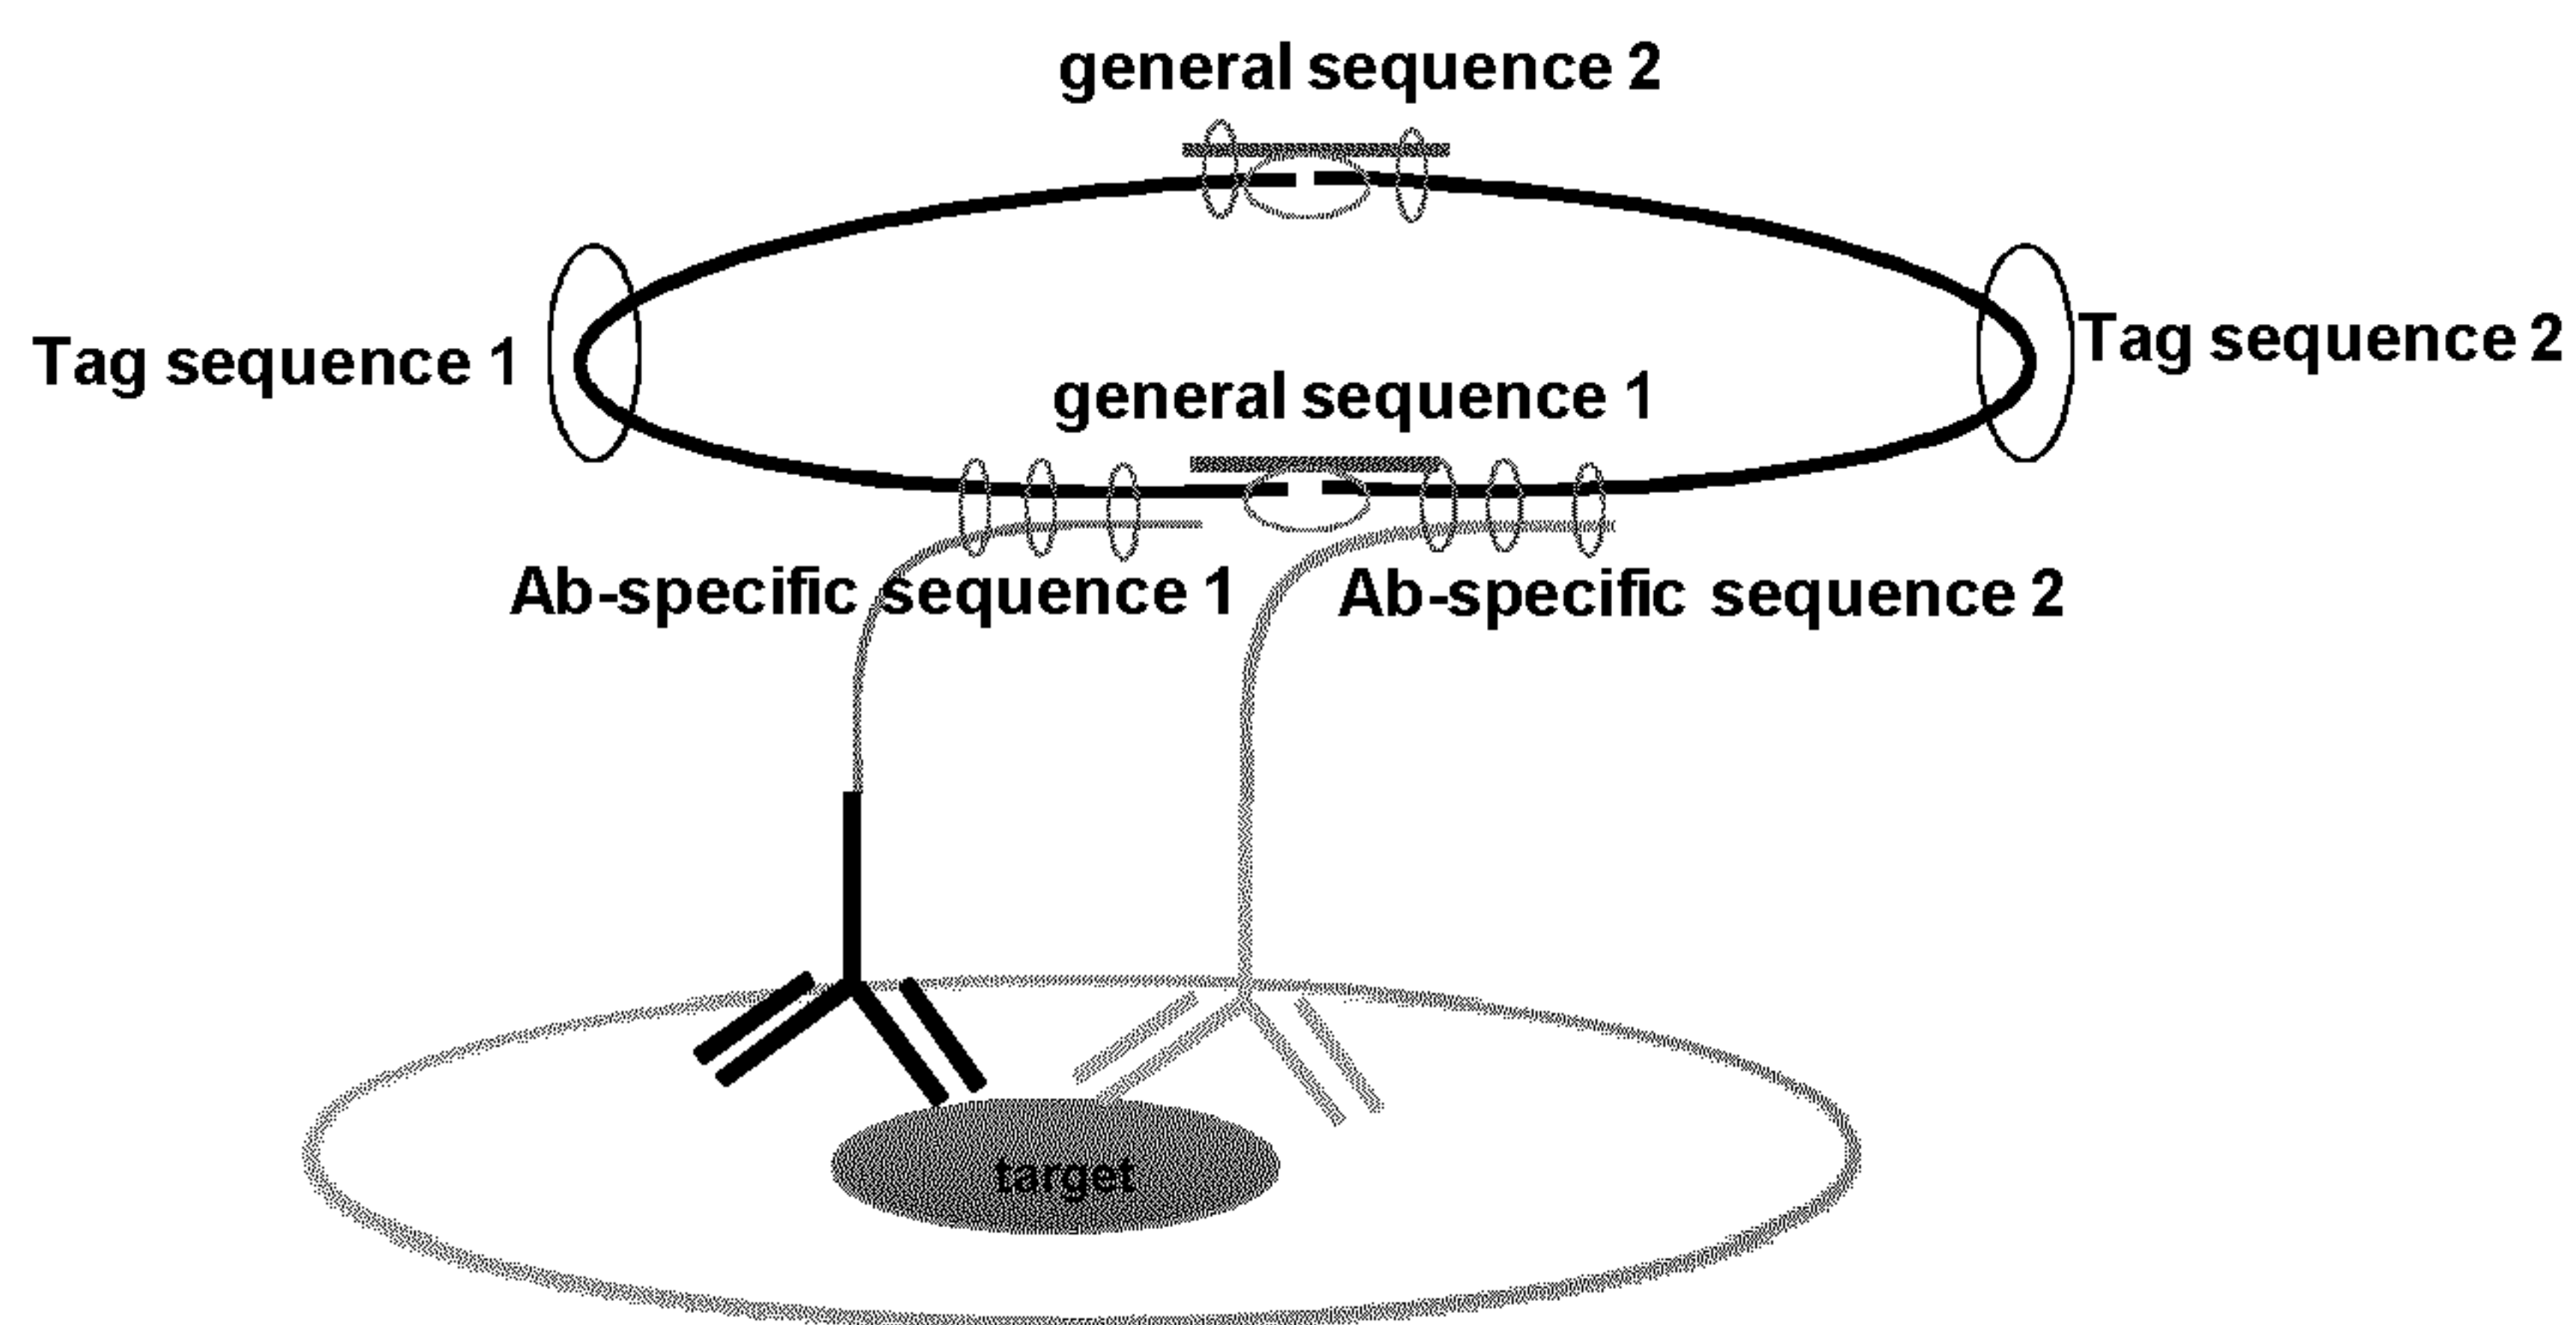 general sequence 2
Tag sequence 1
Tag sequence 2
general sequence 1
Ab-specific sequence 1
Ab-specific sequence 2
target